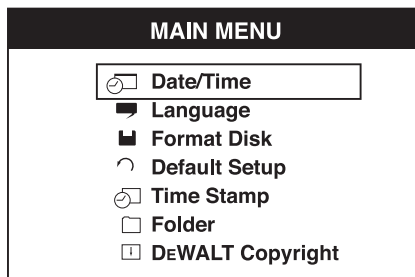 MAIN MENU
Date/Time
Language
Format Disk
Default Setup
Time Stamp
Folder
DEWALT Copyright